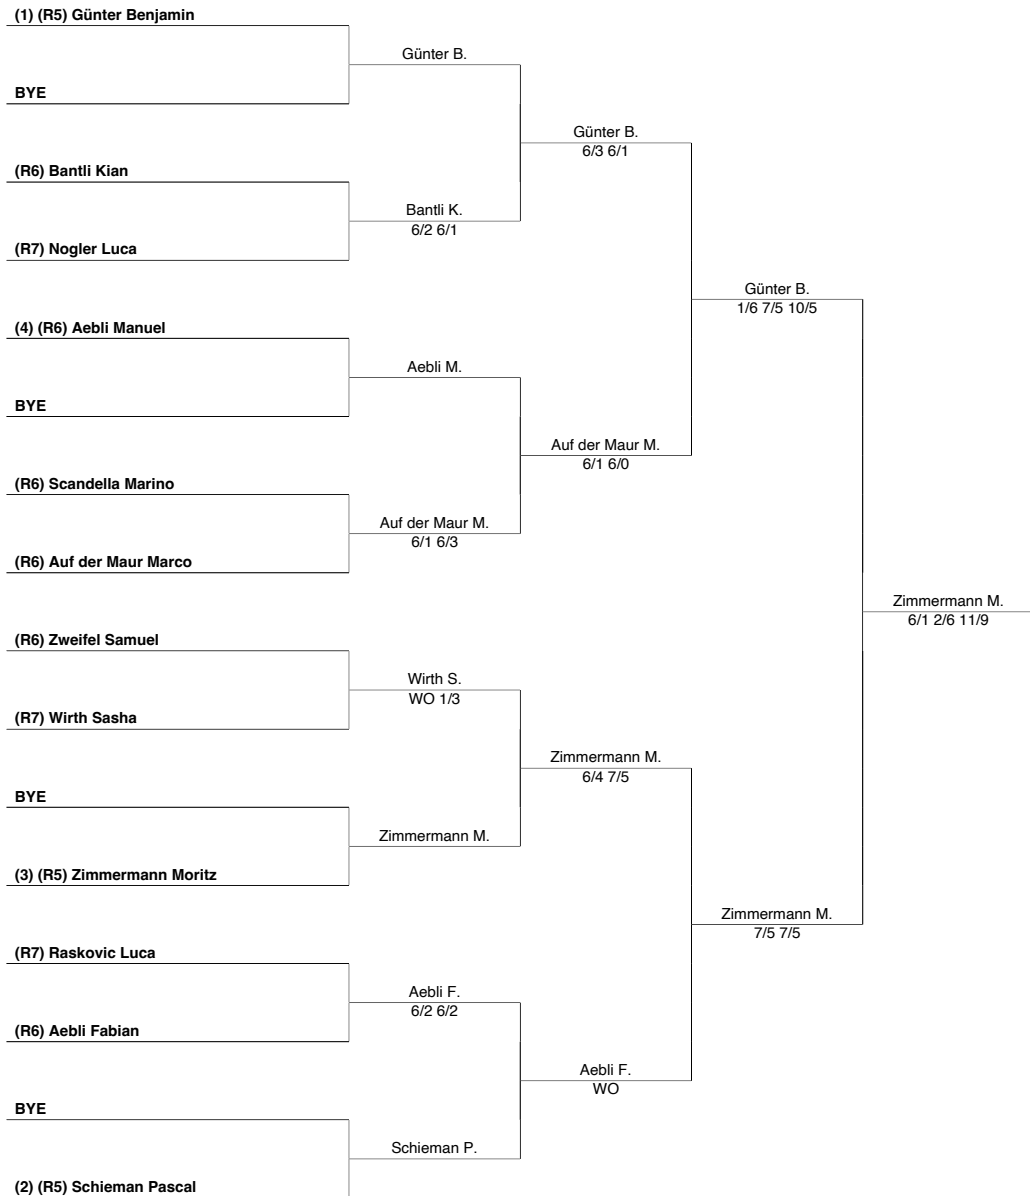 (1) (R5) Günter Benjamin
Günter B.
BYE
Günter B.
6/3 6/1
(R6) Bantli Kian
Bantli K.
6/2 6/1
(R7) Nogler Luca
Günter B.
1/6 7/5 10/5
(4) (R6) Aebli Manuel
Aebli M.
BYE
Auf der Maur M.
6/1 6/0
(R6) Scandella Marino
Auf der Maur M.
6/1 6/3
(R6) Auf der Maur Marco
Zimmermann M.
6/1 2/6 11/9
(R6) Zweifel Samuel
Wirth S.
WO 1/3
(R7) Wirth Sasha
Zimmermann M.
6/4 7/5
BYE
Zimmermann M.
(3) (R5) Zimmermann Moritz
Zimmermann M.
7/5 7/5
(R7) Raskovic Luca
Aebli F.
6/2 6/2
(R6) Aebli Fabian
Aebli F.
WO
BYE
Schieman P.
(2) (R5) Schieman Pascal